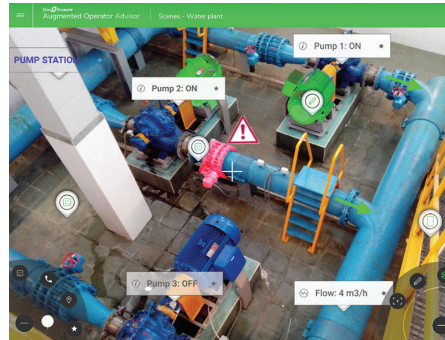 EcoStruxure
Augmented Operator Advisor
Scenes - Water plant
Pump 1: ON
PUMP STATION
Pump 2: ON
Pump 3: OFF
Flow: 4 m3/h